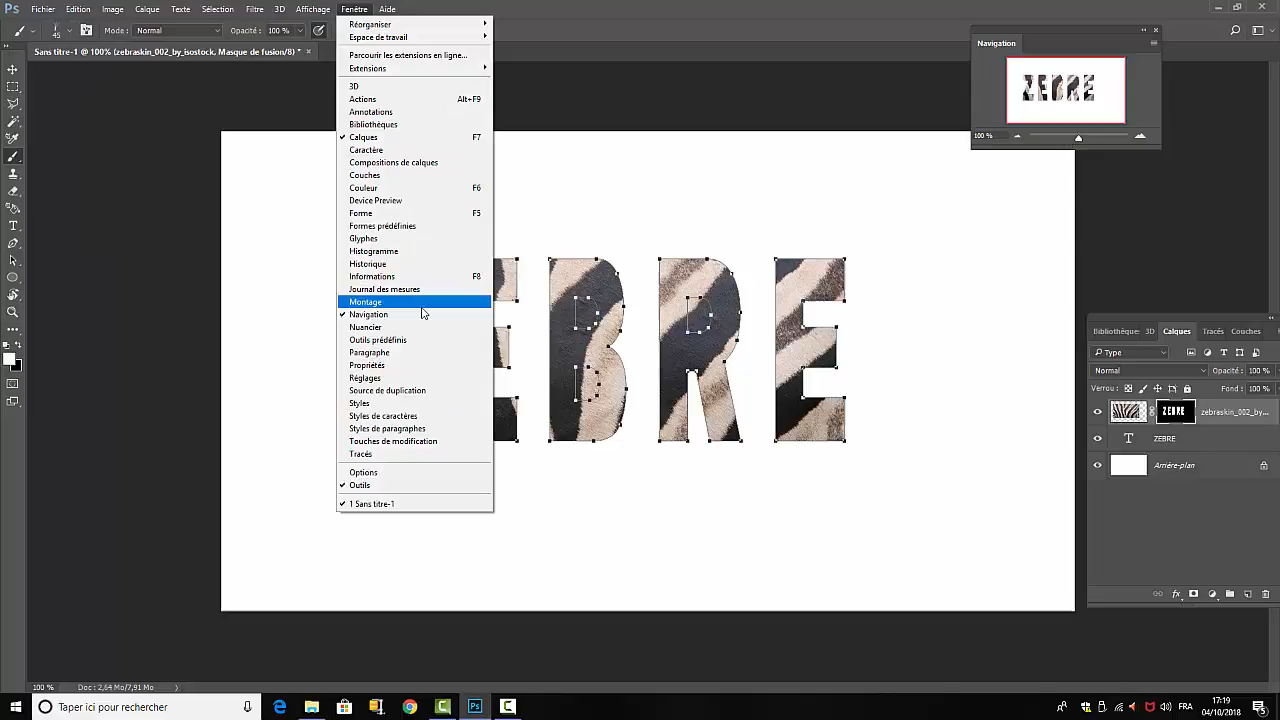 Ps Fichier Edition Image Calque Texte Sélection Filtre 3D Affichage Fenêtre Aide
45 Mode : Normal Opacité : 100 %
Sans titre-1 @ 100% (zebraskin_002_by_isostock, Masque de fusion/8) * ×
Réorganiser
Espace de travail
Parcourir les extensions en ligne...
Extensions
3D
Actions Alt+F9
Annotations
Bibliothèques
Calques F7
Caractère
Compositions de calques
Couches
Couleur F6
Device Preview
Forme F5
Formes prédéfinies
Glyphes
Histogramme
Historique
Informations F8
Journal des mesures
Montage
Navigation
Nuancier
Outils prédéfinis
Paragraphe
Propriétés
Réglages
Source de duplication
Styles
Styles de caractères
Styles de paragraphes
Touches de modification
Tracés
Options
Outils
1 Sans titre-1
EBRE
Navigation
ZEBRE
100 %
Bibliothèque 3D Calques Tracés Couches
Type
Normal Opacité : 100%
Verrou : Fond : 100%
ZEBRE zebraskin_002_by_...
T ZEBRE
Arrière-plan
100 % Doc : 2,64 Mo/7,91 Mo
Taper ici pour rechercher
Ps
FRA
17:19
04/10/2018